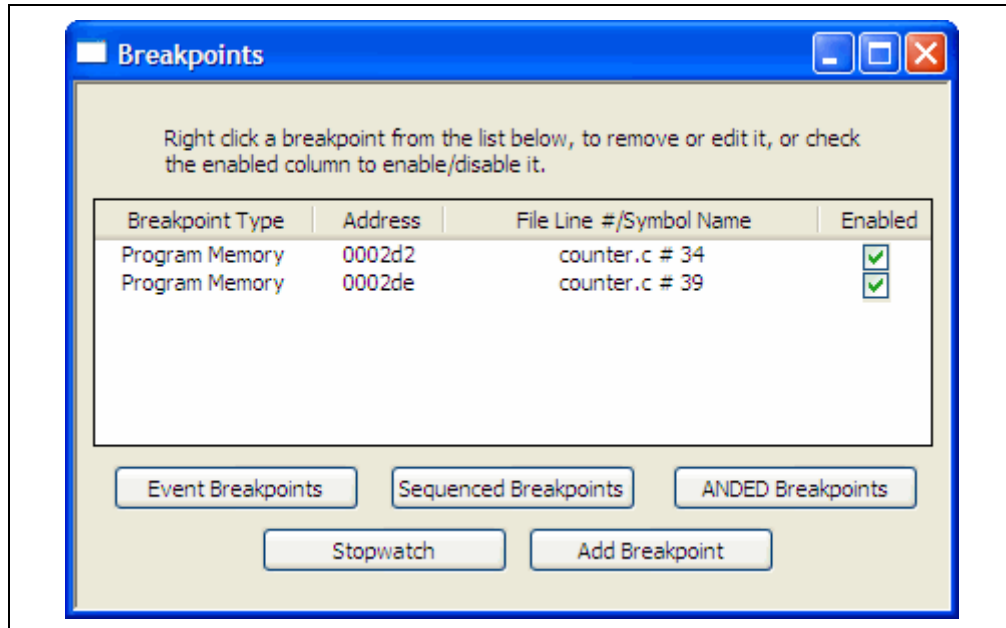 Breakpoints
Right click a breakpoint from the list below, to remove or edit it, or check
the enabled column to enable/disable it.
Breakpoint Type Address File Line #/Symbol Name Enabled
Program Memory 0002d2 counter.c # 34
Program Memory 0002de counter.c # 39
Event Breakpoints Sequenced Breakpoints ANDED Breakpoints
Stopwatch Add Breakpoint